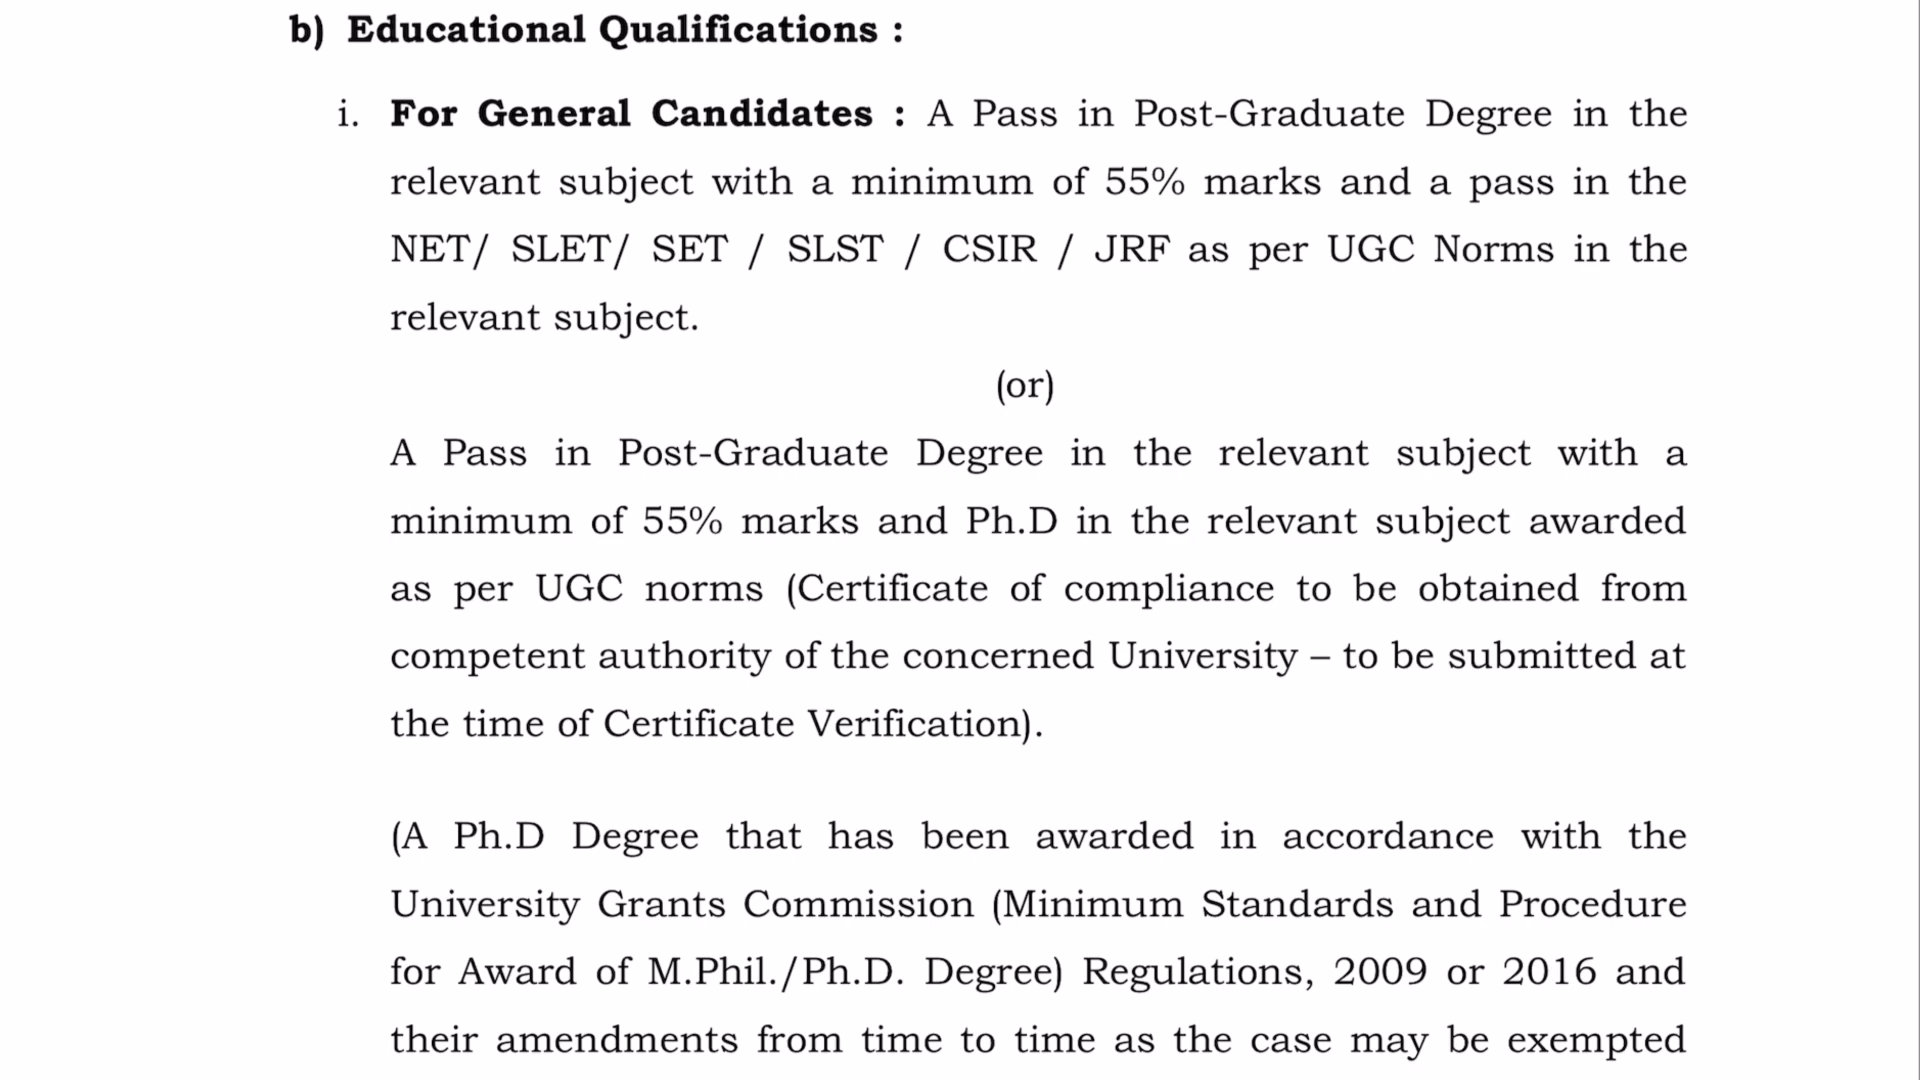 b) Educational Qualifications :
i. For General Candidates : A Pass in Post-Graduate Degree in the
relevant subject with a minimum of 55% marks and a pass in the
NET/ SLET/ SET / SLST / CSIR / JRF as per UGC Norms in the
relevant subject.
(or)
A Pass in Post-Graduate Degree in the relevant subject with a
minimum of 55% marks and Ph.D in the relevant subject awarded
as per UGC norms (Certificate of compliance to be obtained from
competent authority of the concerned University – to be submitted at
the time of Certificate Verification).
(A Ph.D Degree that has been awarded in accordance with the
University Grants Commission (Minimum Standards and Procedure
for Award of M.Phil./Ph.D. Degree) Regulations, 2009 or 2016 and
their amendments from time to time as the case may be exempted